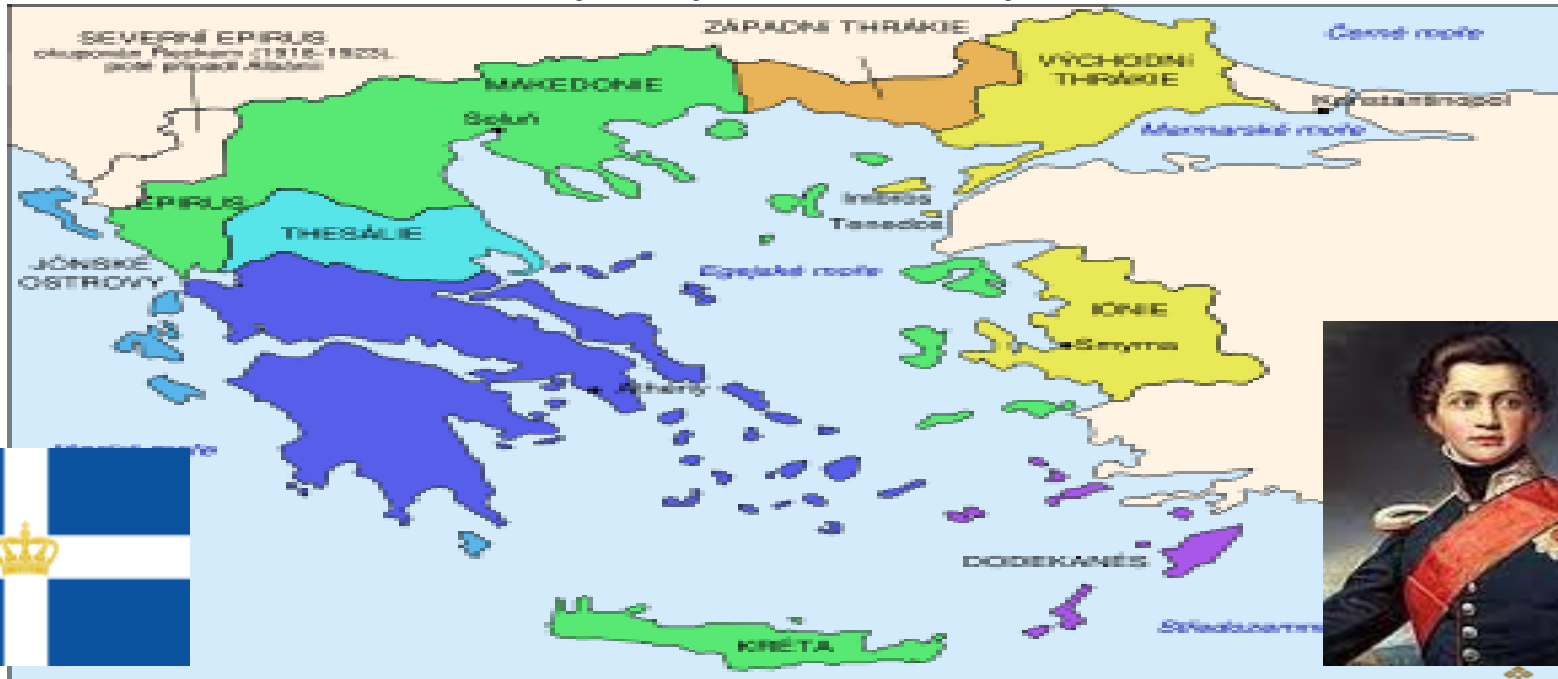 SEVERNÍ EPIRUS
ZÁPADNÍ THRÁKIE
Černé moře
VÝCHODNÍ
THRÁKIE
MAKEDONIE
Konstantinopol
Soluň
Marmarské moře
EPIRUS
Imbros
Tenedos
THESÁLIE
JÓNSKÉ
OSTROVY
Egejské moře
IÓNIE
Smyrna
Athény
moře
DODEKANÉS
KRÉTA